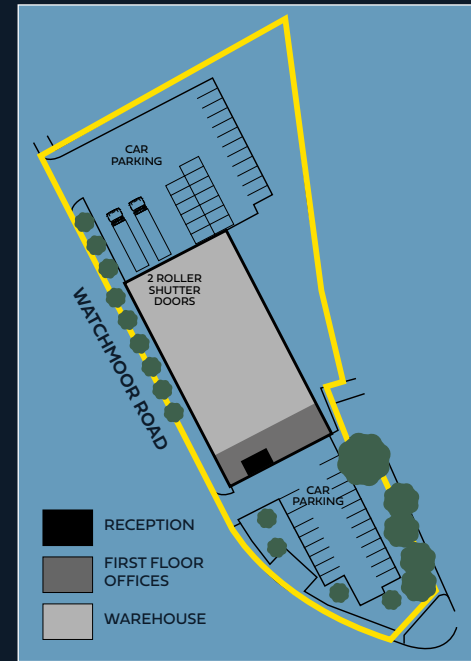 CAR
PARKING
2 ROLLER
SHUTTER
DOORS
WATCHMOOR ROAD
CAR
PARKING
RECEPTION
FIRST FLOOR
OFFICES
WAREHOUSE